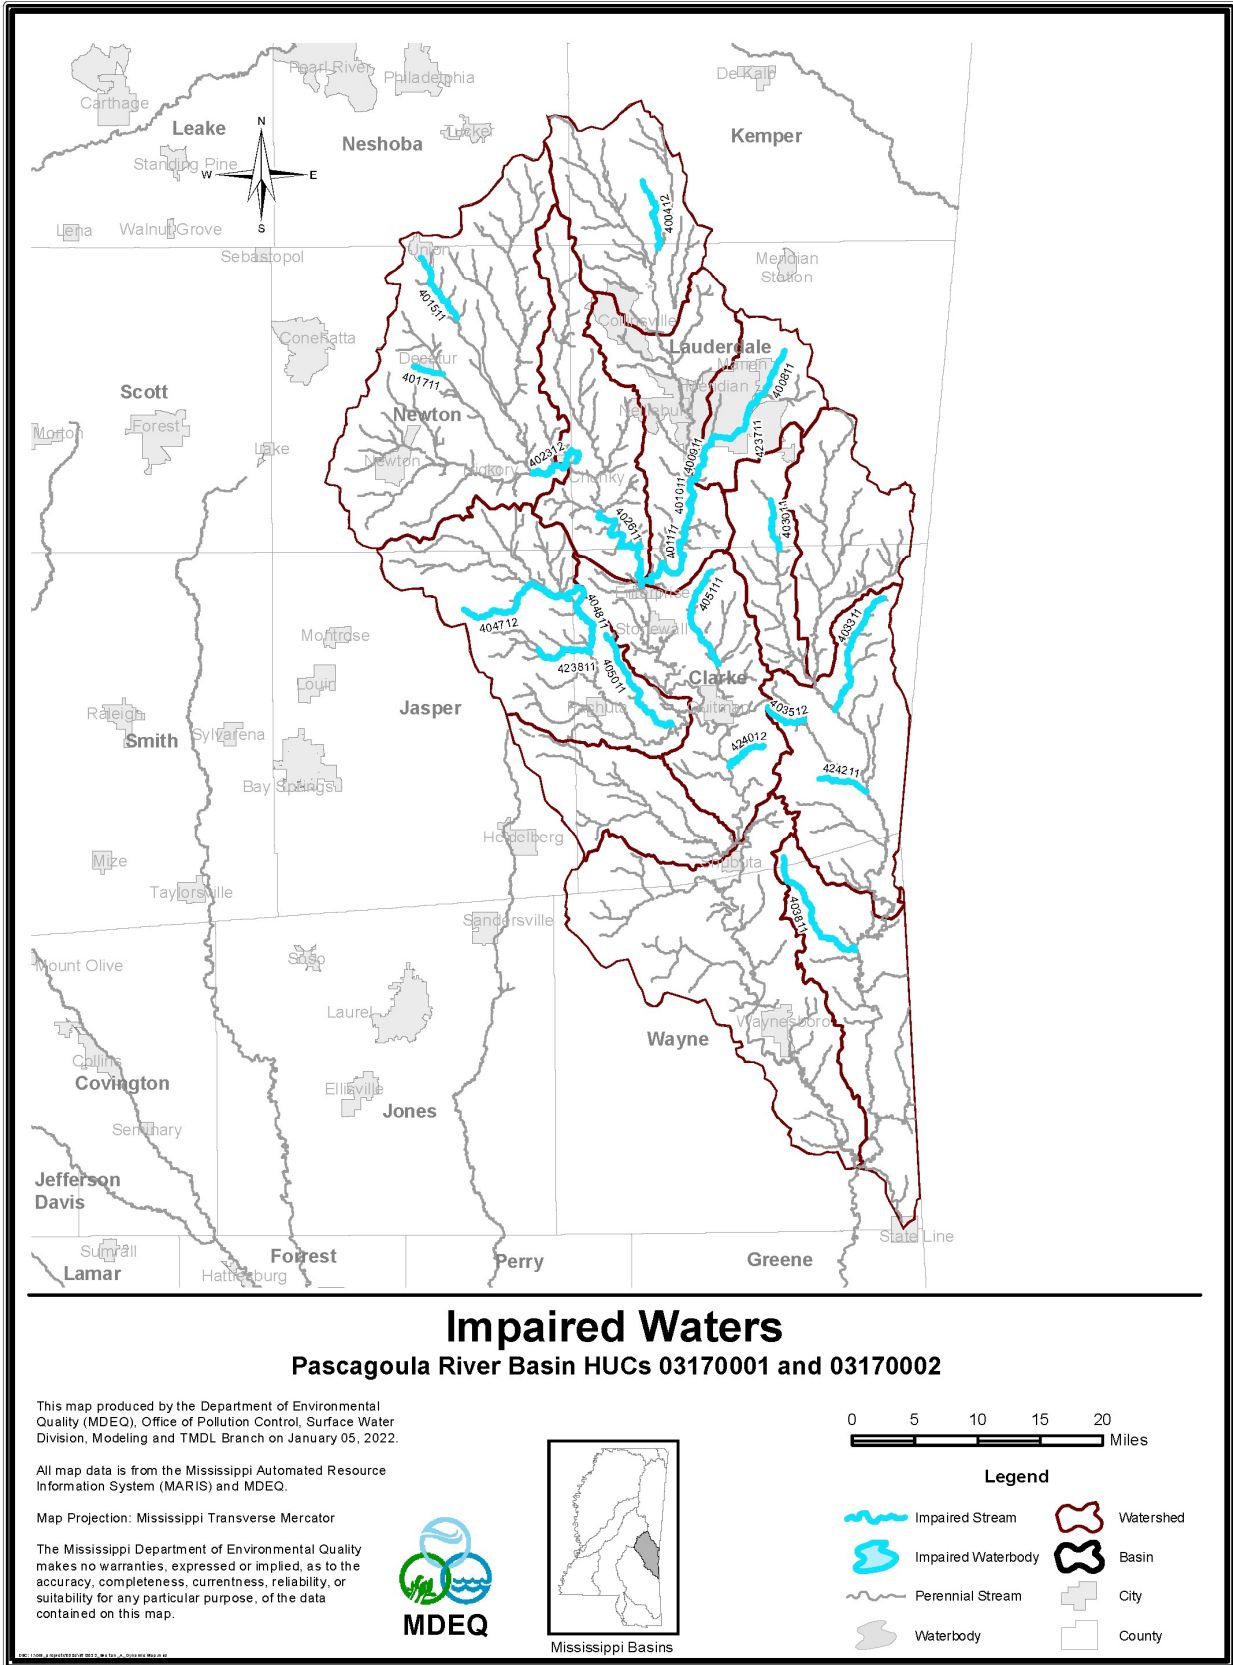 Pearl River
Philadelphia
De Kalb
Carthage
Leake
N
Tucker
Neshoba
Kemper
Standing Pine
W
E
S
400412
Lena
Walnut Grove
Sebastopol
Union
Meridian
Station
401511
Collinsville
Conehatta
Lauderdale
Decatur
Marion
Meridian
401711
400811
Scott
Newton
Nellieburg
Forest
Morton
423711
Lake
402312
400911
Newton
Hickory
Chunky
401011
402611
403011
401111
Enterprise
405111
404811
404712
Stonewall
403311
Montrose
423811
405011
Clarke
Louin
Jasper
Pachuta
Quitman
403512
Raleigh
Smith
Sylvarena
424012
424211
Bay Springs
Heidelberg
Mize
Shubuta
Taylorsville
403811
Sandersville
Mount Olive
Soso
Laurel
Waynesboro
Wayne
Collins
Covington
Ellisville
Jones
Seminary
Jefferson
Davis
State Line
Sumrall
Forrest
Perry
Greene
Lamar
Hattiesburg
Impaired Waters
Pascagoula River Basin HUCs 03170001 and 03170002
This map produced by the Department of Environmental
Quality (MDEQ), Office of Pollution Control, Surface Water
Division, Modeling and TMDL Branch on January 05, 2022.
All map data is from the Mississippi Automated Resource
Information System (MARIS) and MDEQ.
Map Projection: Mississippi Transverse Mercator
The Mississippi Department of Environmental Quality
makes no warranties, expressed or implied, as to the
accuracy, completeness, currentness, reliability, or
suitability for any particular purpose, of the data
contained on this map.
MDEQ
Mississippi Basins
0 5 10 15 20
Miles
Legend
Impaired Stream
Watershed
Impaired Waterbody
Basin
Perennial Stream
City
Waterbody
County